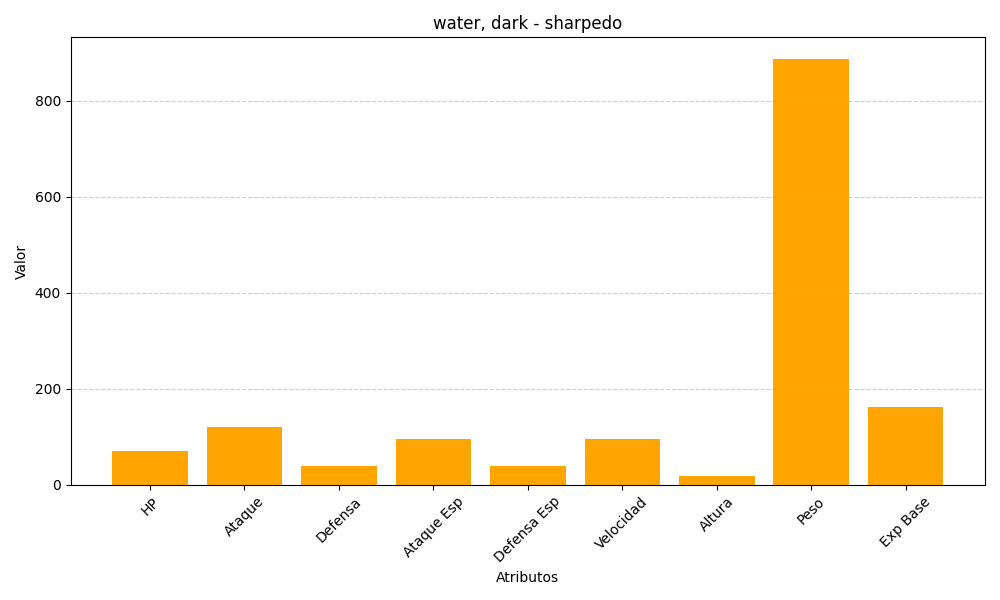 water, dark - sharpedo
Valor
800
600
400
200
0
HP
Ataque
Defensa
Ataque Esp
Defensa Esp
Velocidad
Altura
Peso
Exp Base
Atributos